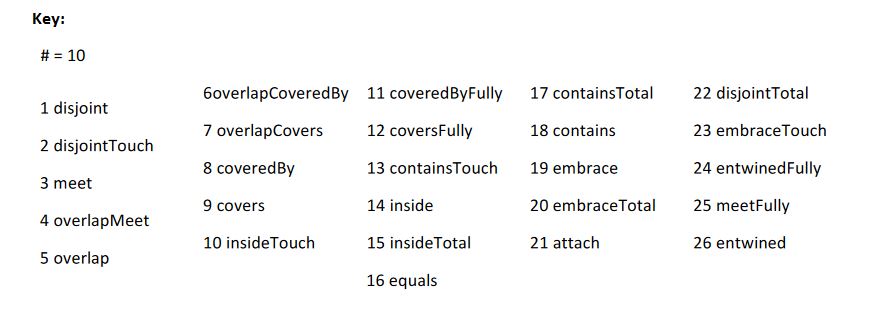 Key:
# = 10
1 disjoint
2 disjointTouch
3 meet
4 overlapMeet
5 overlap
6overlapCoveredBy
7 overlapCovers
8 coveredBy
9 covers
10 insideTouch
11 coveredByFully
12 coversFully
13 containsTouch
14 inside
15 insideTotal
16 equals
17 containsTotal
18 contains
19 embrace
20 embraceTotal
21 attach
22 disjointTotal
23 embraceTouch
24 entwinedFully
25 meetFully
26 entwined